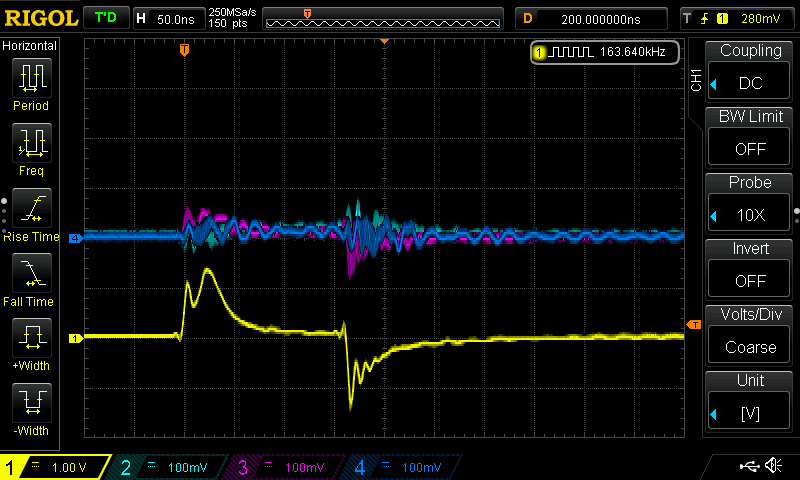 RIGOL T'D H 50.0ns 250MSa/s
150 pts
D 200.000000ns T 1 280mV
Horizontal
Period
Freq
Rise Time
Fall Time
+Width
-Width
T
1 163.640kHz
4
1
T
CH1
Coupling
DC
BW Limit
OFF
Probe
10X
Invert
OFF
Volts/Div
Coarse
Unit
[V]
1 1.00 V 2 100mV 3 100mV 4 100mV